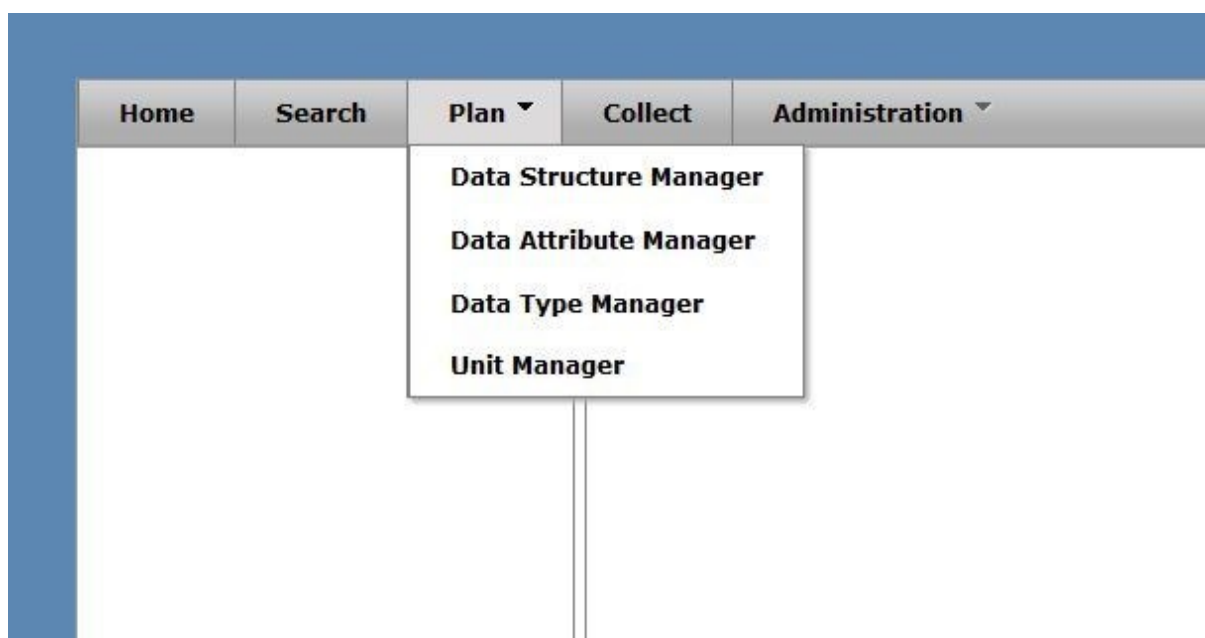 Home Search Plan Collect Administration
Data Structure Manager
Data Attribute Manager
Data Type Manager
Unit Manager